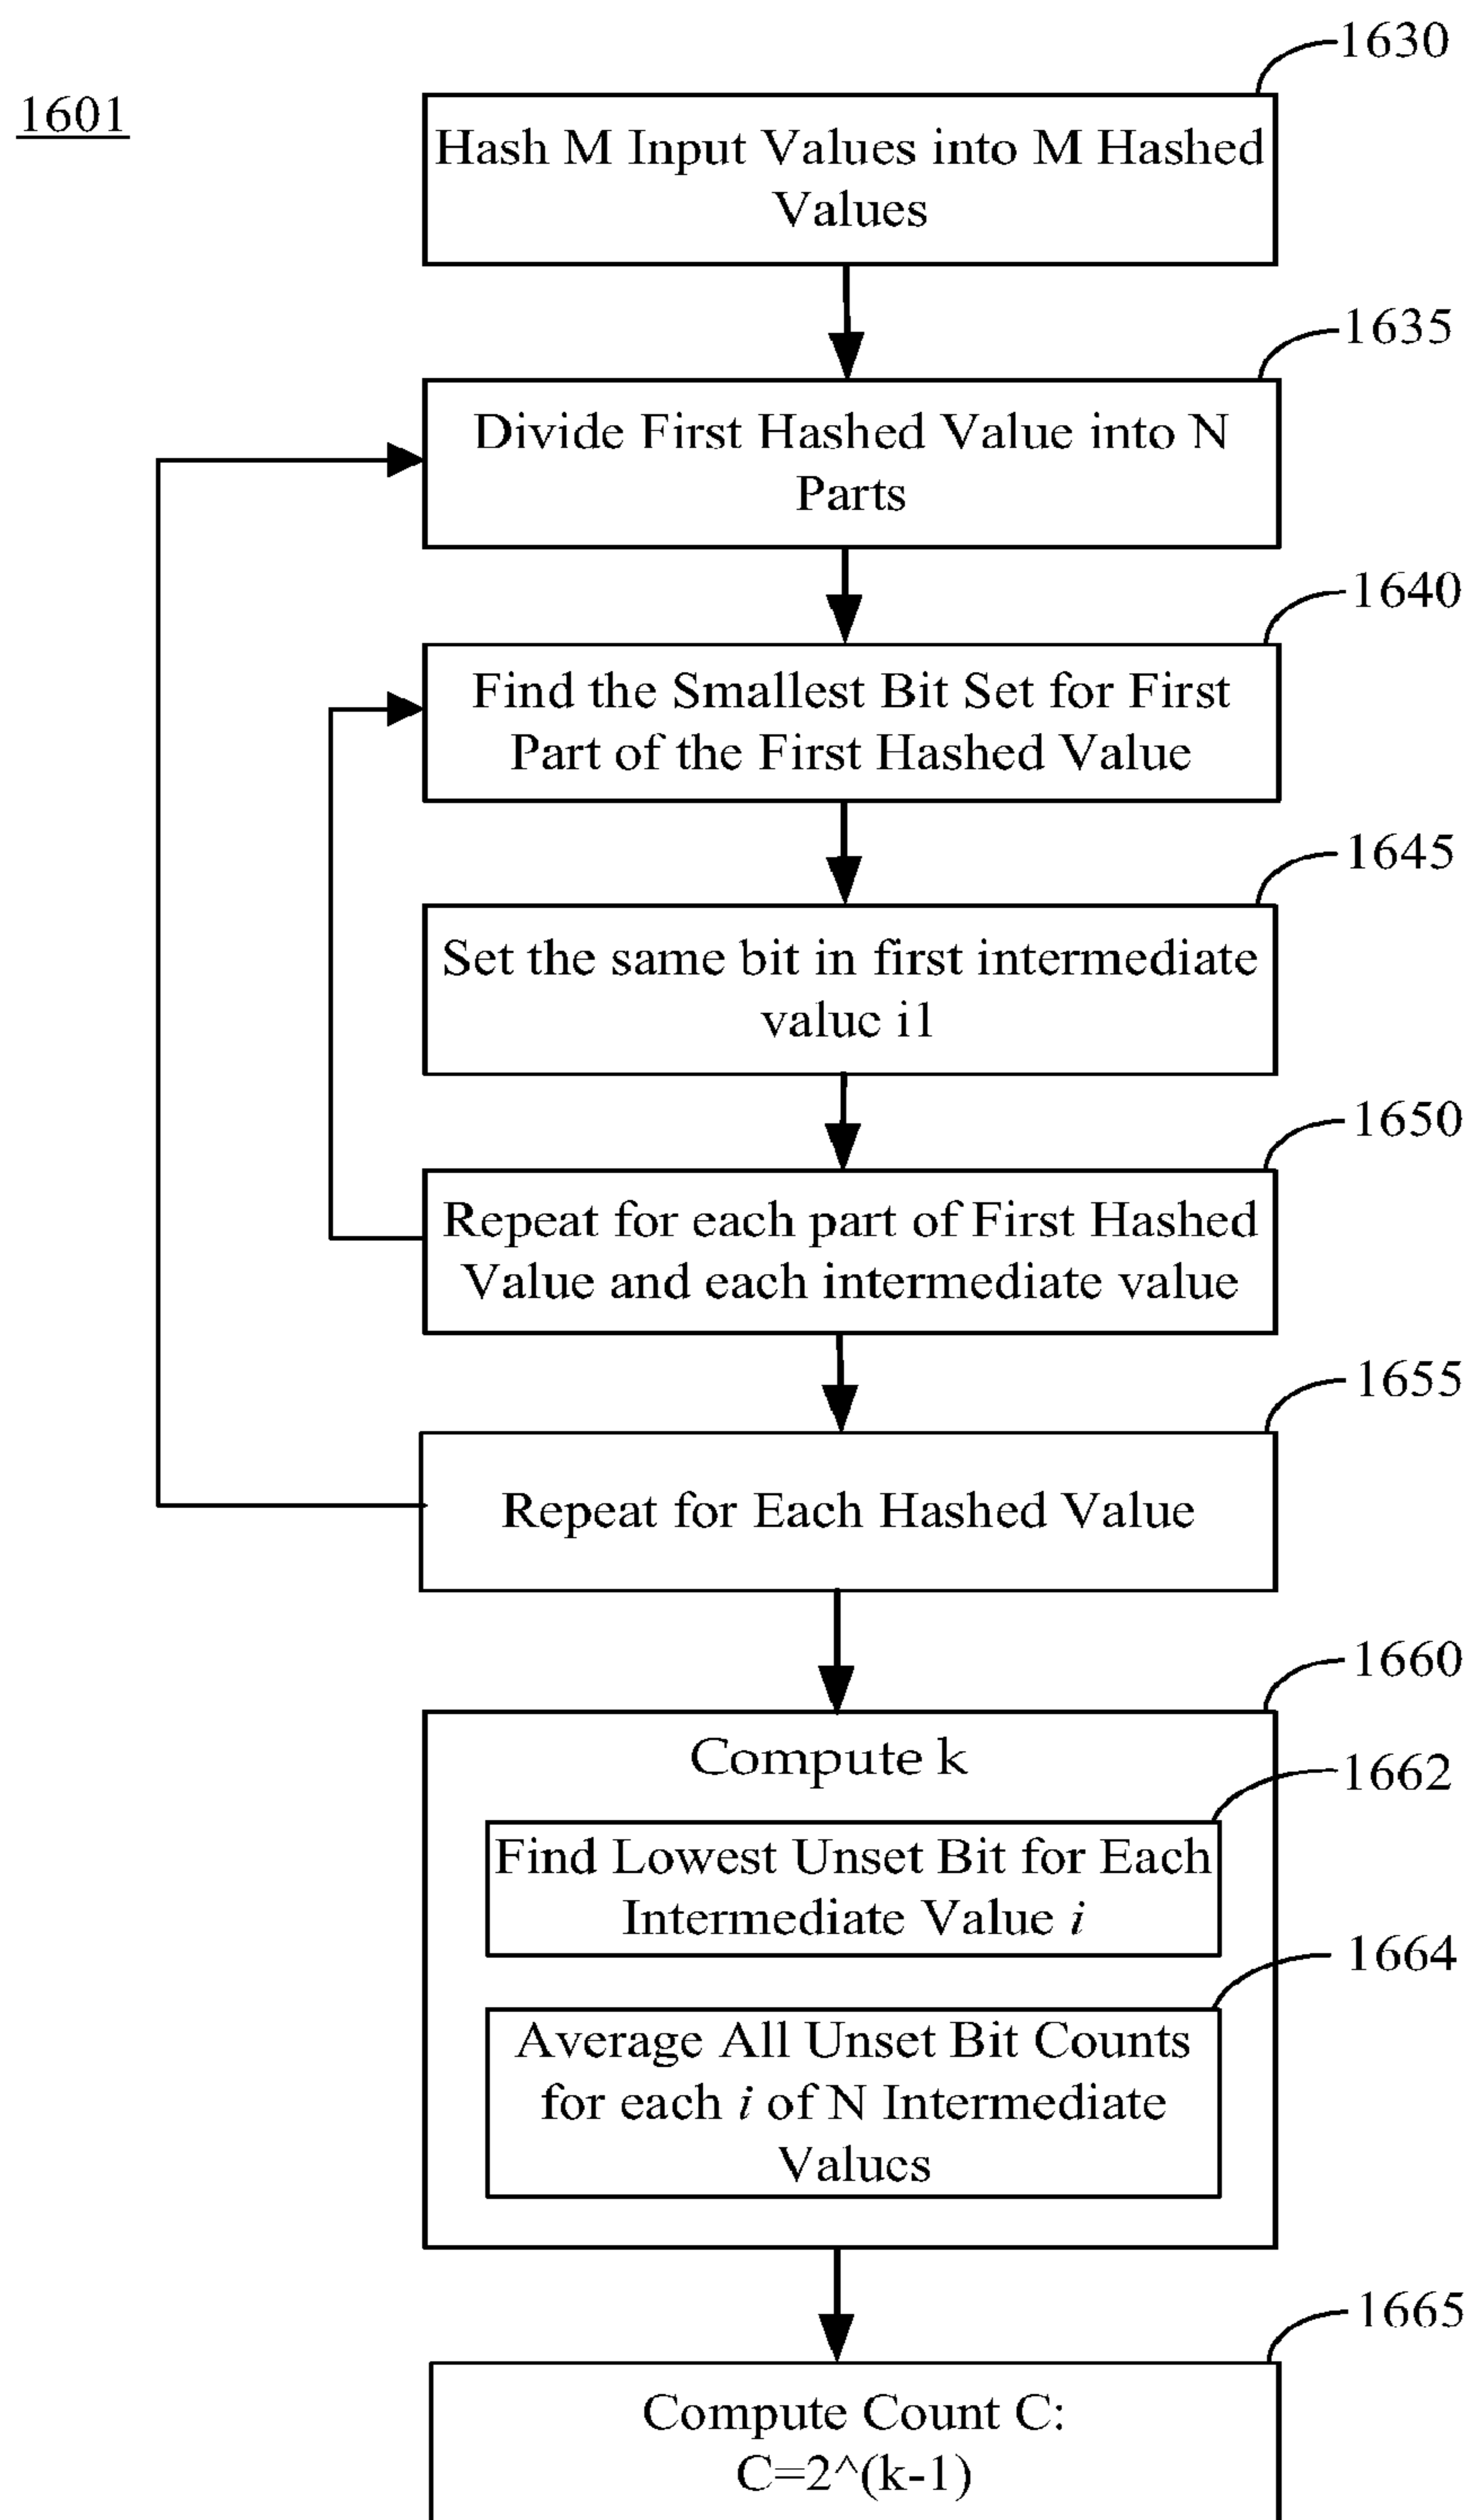 1601
1630
Hash M Input Values into M Hashed
Values
1635
Divide First Hashed Value into N
Parts
1640
Find the Smallest Bit Set for First
Part of the First Hashed Value
1645
Set the same bit in first intermediate
value i1
1650
Repeat for each part of First Hashed
Value and each intermediate value
1655
Repeat for Each Hashed Value
1660
Compute k
1662
Find Lowest Unset Bit for Each
Intermediate Value i
1664
Average All Unset Bit Counts
for each i of N Intermediate
Values
1665
Compute Count C:
C=2^(k-1)